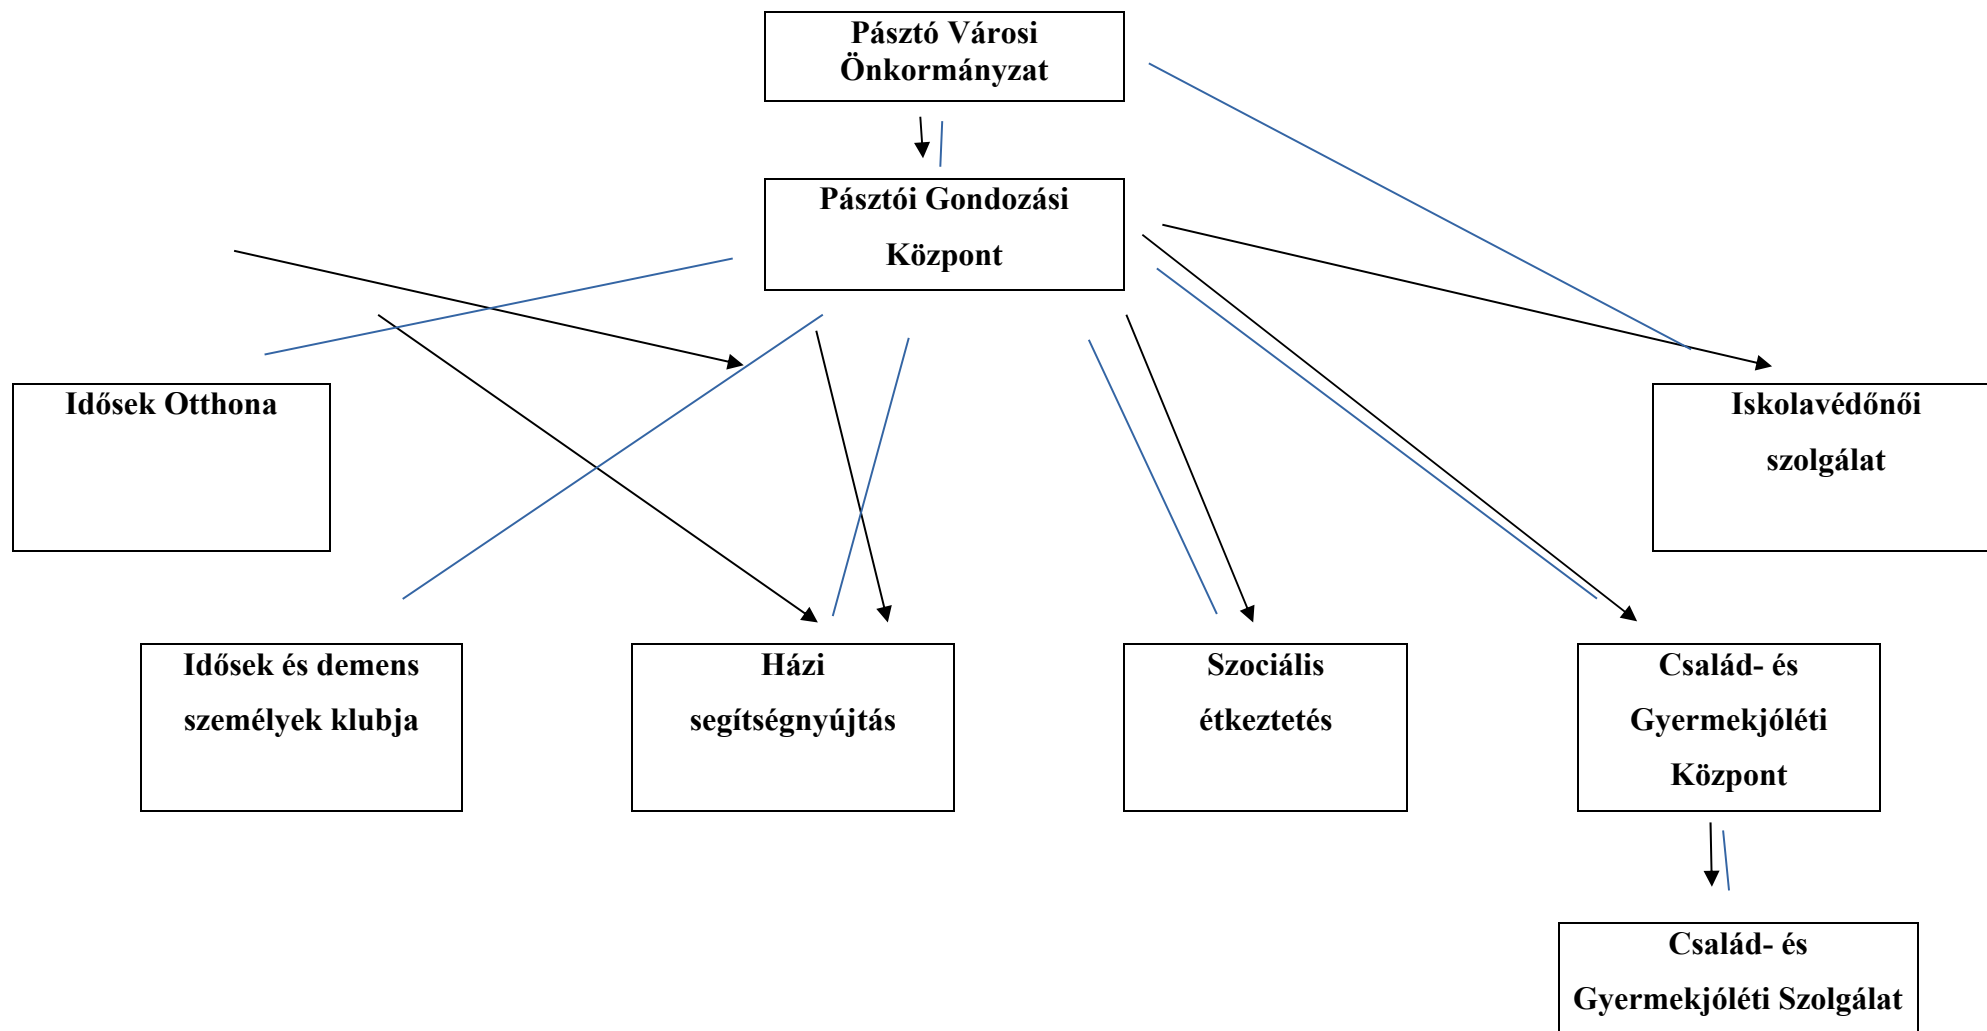 Pásztó Városi
Önkormányzat
Pásztói Gondozási
Központ
Idősek Otthona
Iskolavédőnői
szolgálat
Idősek és demens
személyek klubja
Házi
segítségnyújtás
Szociális
étkeztetés
Család- és
Gyermekjóléti
Központ
Család- és
Gyermekjóléti Szolgálat